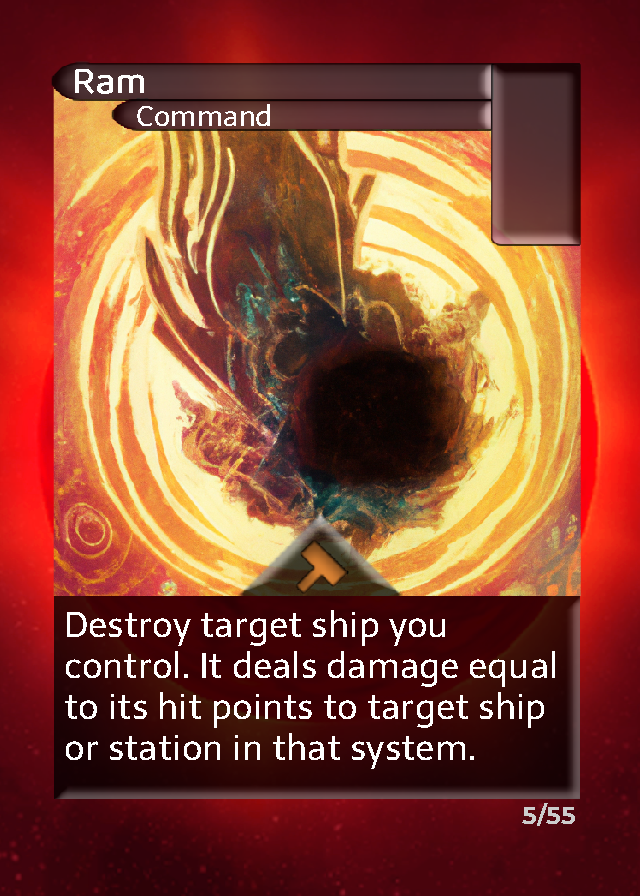 Ram
Command
Destroy target ship you
control. It deals damage equal
to its hit points to target ship
or station in that system.
5/55